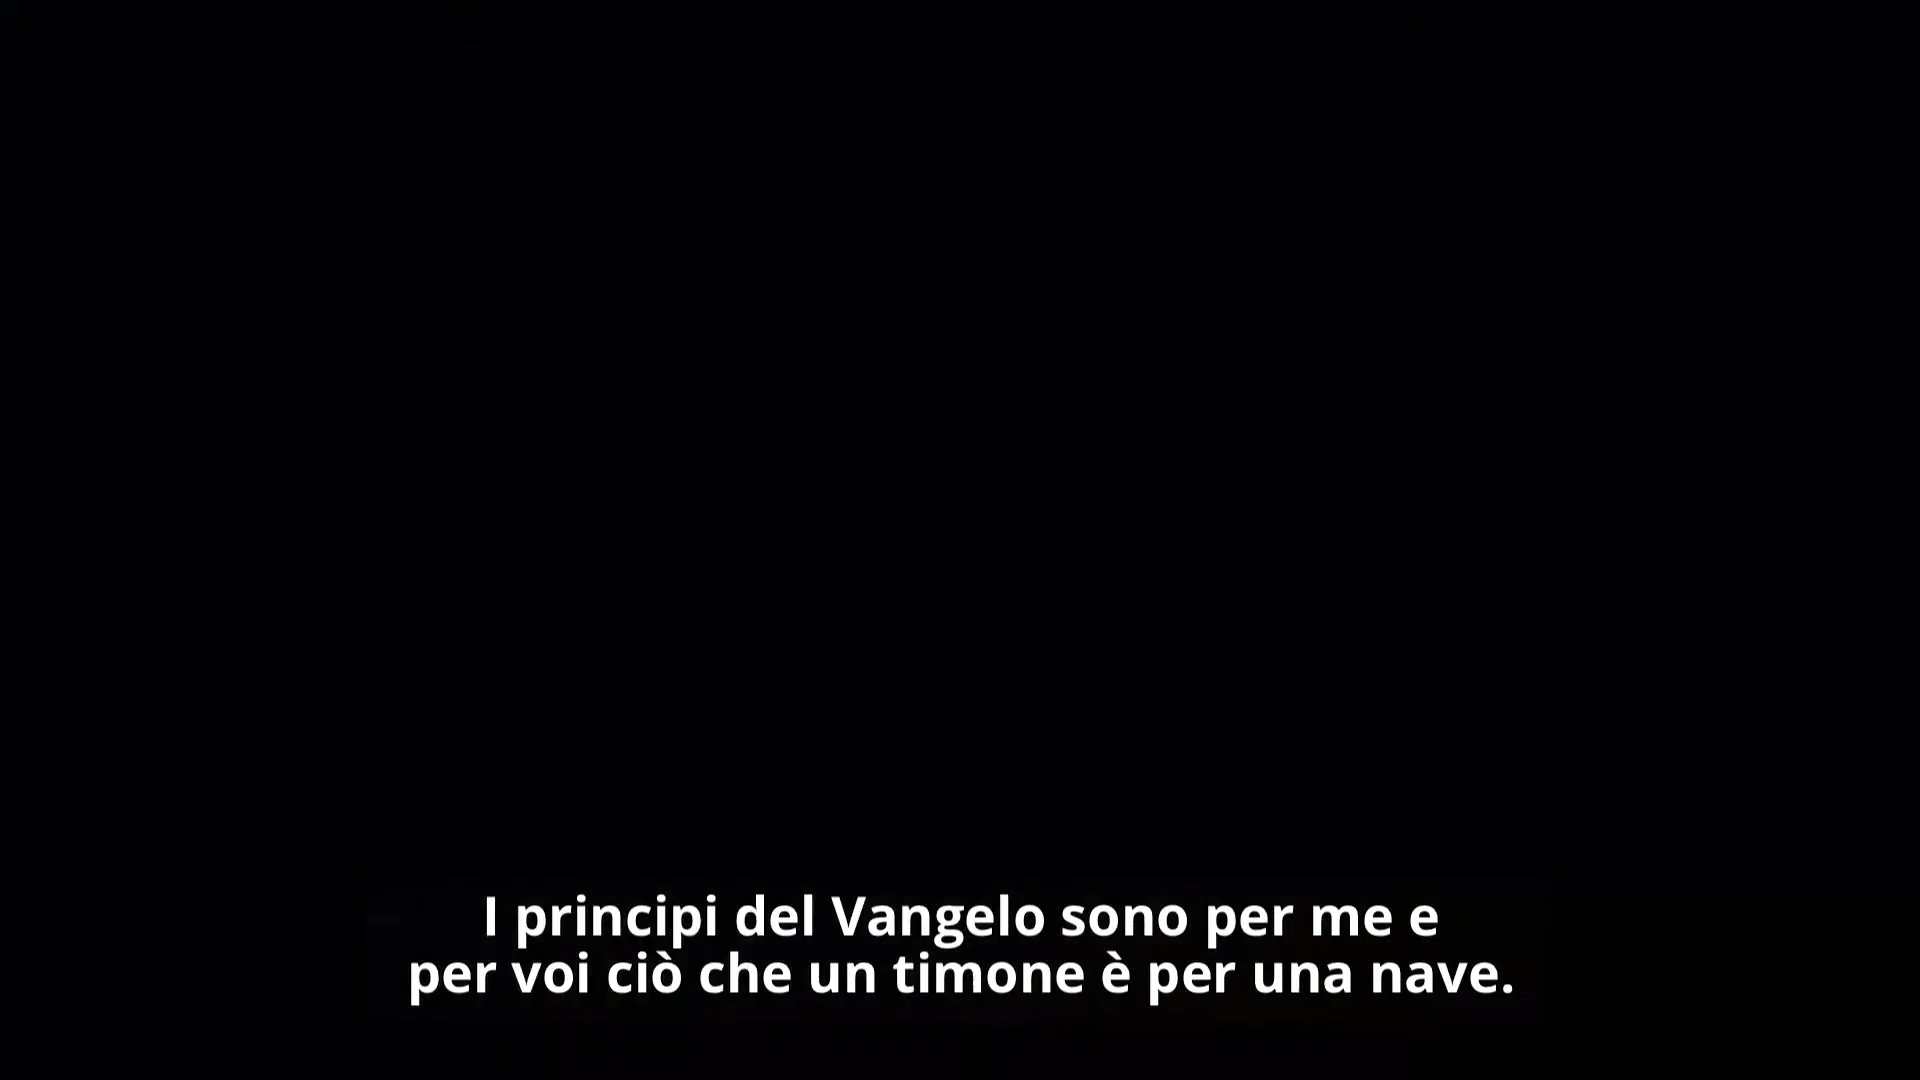 I principi del Vangelo sono per me e
per voi ciò che un timone è per una nave.